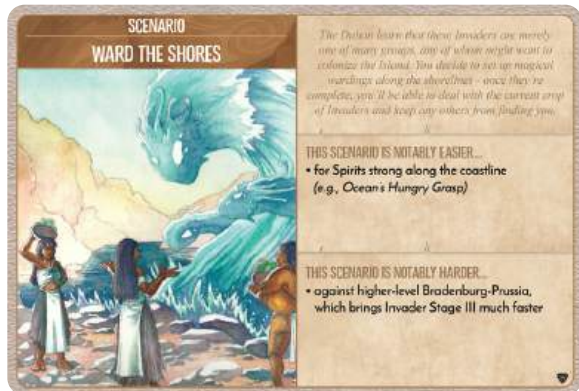 SCENARIO
WARD THE SHORES
The Dahan learn that these Invaders are merely
one of many groups, any of whom might want to
colonize the Island. You decide to set up magical
wardings along the shorelines - once they're
complete, you'll be able to deal with the current crop
of Invaders and keep any others from finding you.
THIS SCENARIO IS NOTABLY EASIER...
• for Spirits strong along the coastline
(e.g., Ocean's Hungry Grasp)
THIS SCENARIO IS NOTABLY HARDER...
• against higher-level Bradenburg-Prussia,
which brings Invader Stage III much faster